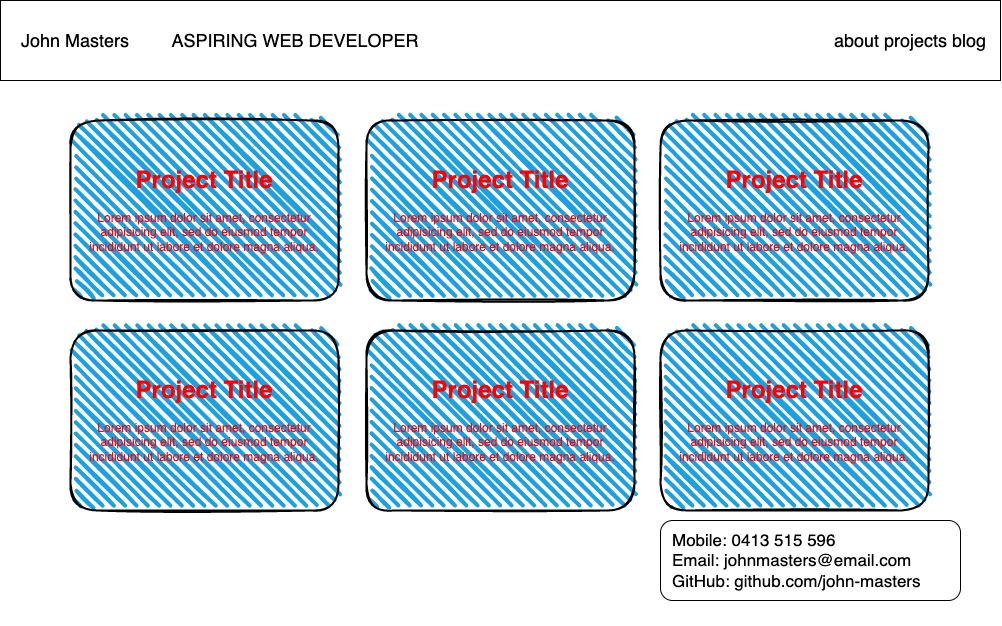 John Masters ASPIRING WEB DEVELOPER about projects blog
Project Title Project Title Project Title
Lorem ipsum dolor sit amet, consectetur Lorem ipsum dolor sit amet, consectetur Lorem ipsum dolor sit amet, consectetur
adipisicing elit, sed do eiusmod tempor adipisicing elit, sed do eiusmod tempor adipisicing elit, sed do eiusmod tempor
incididunt ut labore et dolore magna aliqua. incididunt ut labore et dolore magna aliqua. incididunt ut labore et dolore magna aliqua.
Project Title Project Title Project Title
Lorem ipsum dolor sit amet, consectetur Lorem ipsum dolor sit amet, consectetur Lorem ipsum dolor sit amet, consectetur
adipisicing elit, sed do eiusmod tempor adipisicing elit, sed do eiusmod tempor adipisicing elit, sed do eiusmod tempor
incididunt ut labore et dolore magna aliqua. incididunt ut labore et dolore magna aliqua. incididunt ut labore et dolore magna aliqua.
Mobile: 0413 515 596
Email: johnmasters@email.com
GitHub: github.com/john-masters